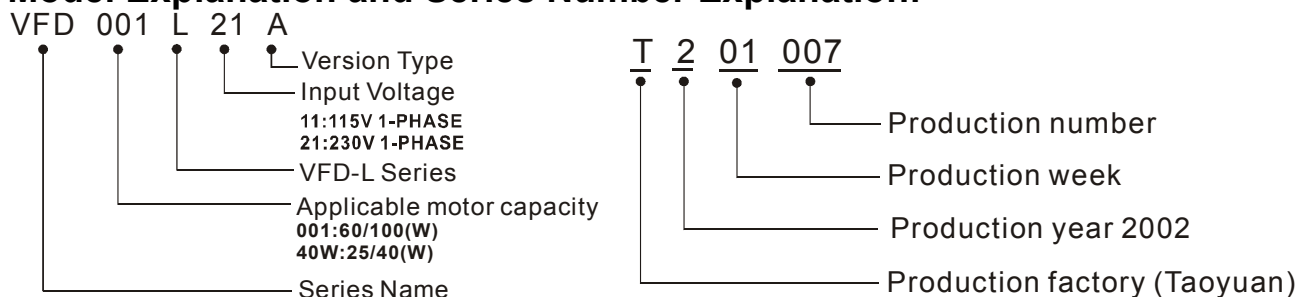 Model Explanation and Series Number Explanation:
VFD 001 L 21 A
Version Type
Input Voltage
11:115V 1-PHASE
21:230V 1-PHASE
VFD-L Series
Applicable motor capacity
001:60/100(W)
40W:25/40(W)
Series Name
T 2 01 007
Production number
Production week
Production year 2002
Production factory (Taoyuan)